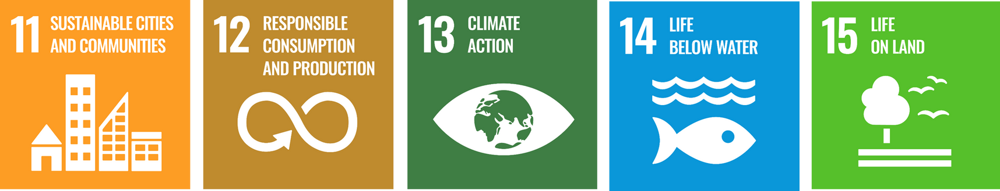 11 SUSTAINABLE CITIES
AND COMMUNITIES
12 RESPONSIBLE
CONSUMPTION
AND PRODUCTION
13 CLIMATE
ACTION
14 LIFE
BELOW WATER
15 LIFE
ON LAND